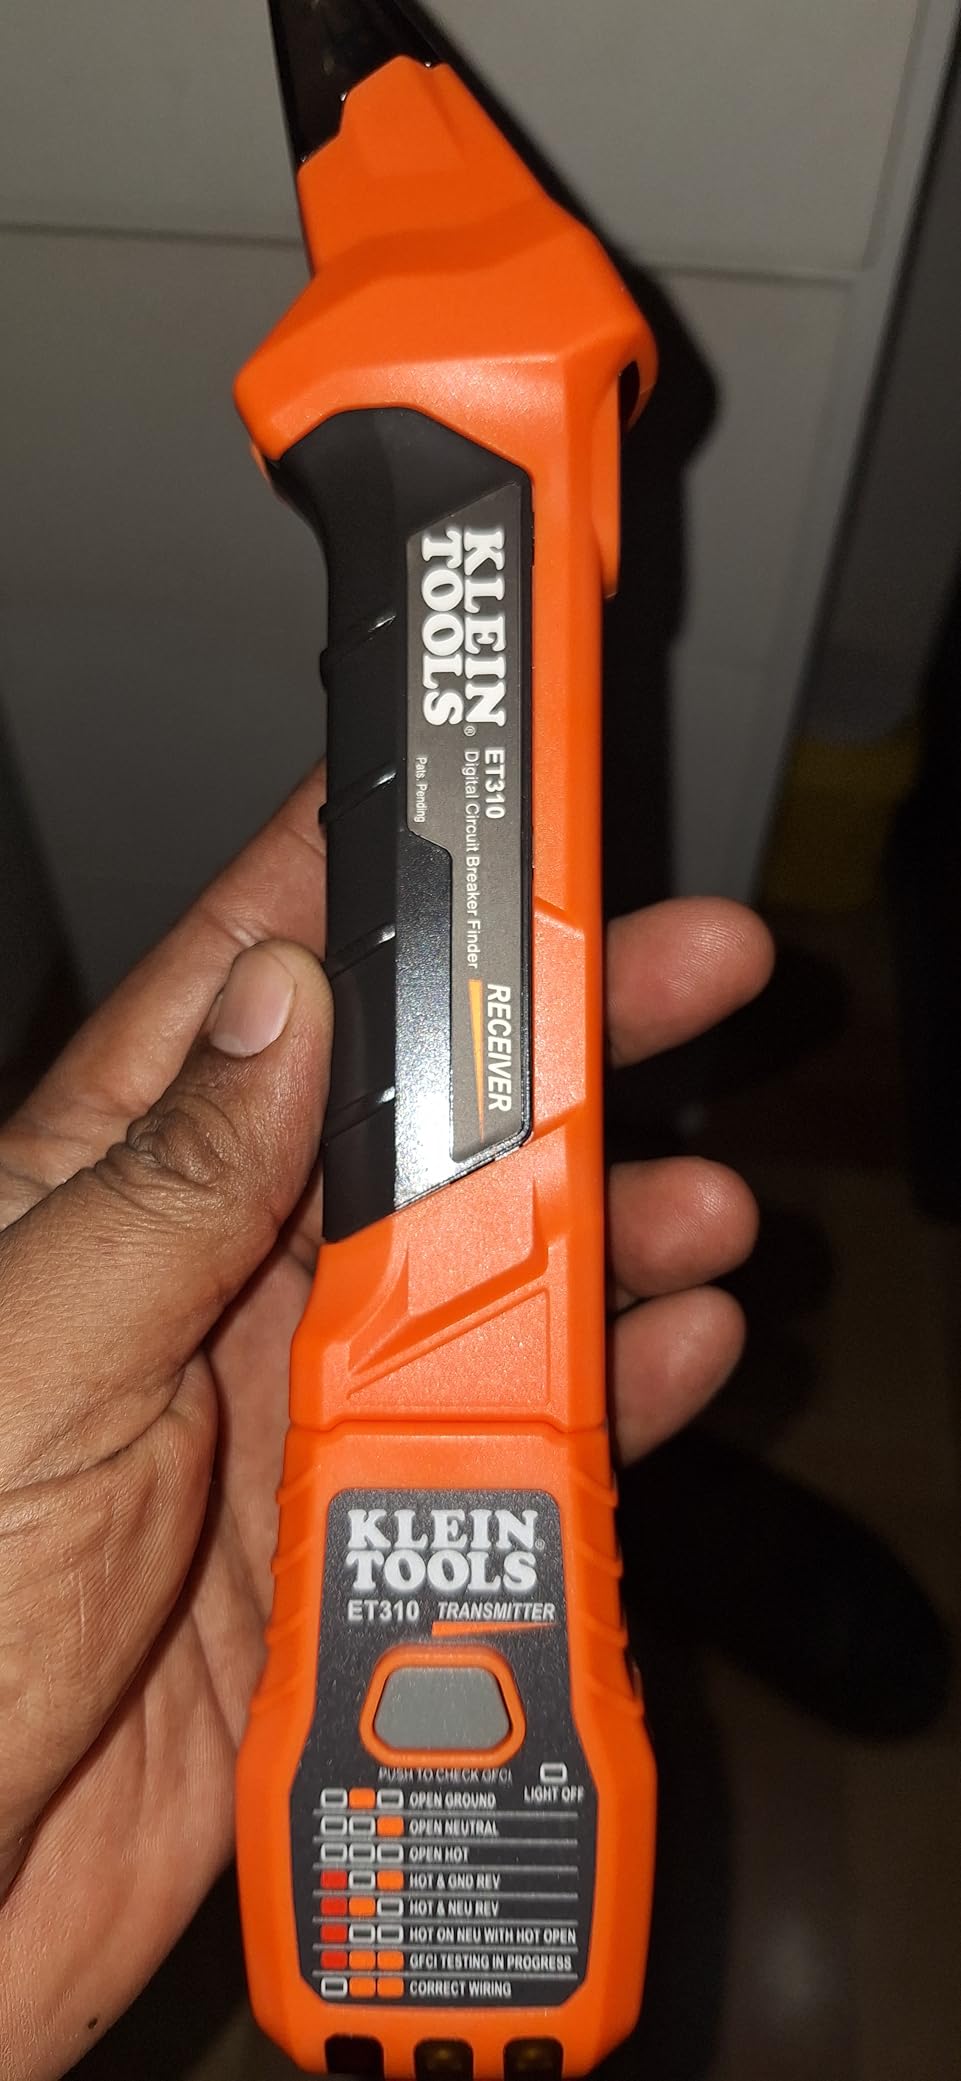 KLEIN
TOOLS®
ET310
Digital Circuit Breaker Finder
Pats. Pending
RECEIVER
KLEIN
TOOLS®
ET310 TRANSMITTER
PUSH TO CHECK GFCI
LIGHT OFF
OPEN GROUND
OPEN NEUTRAL
OPEN HOT
HOT & GND REV
HOT & NEU REV
HOT ON NEU WITH HOT OPEN
GFCI TESTING IN PROGRESS
CORRECT WIRING